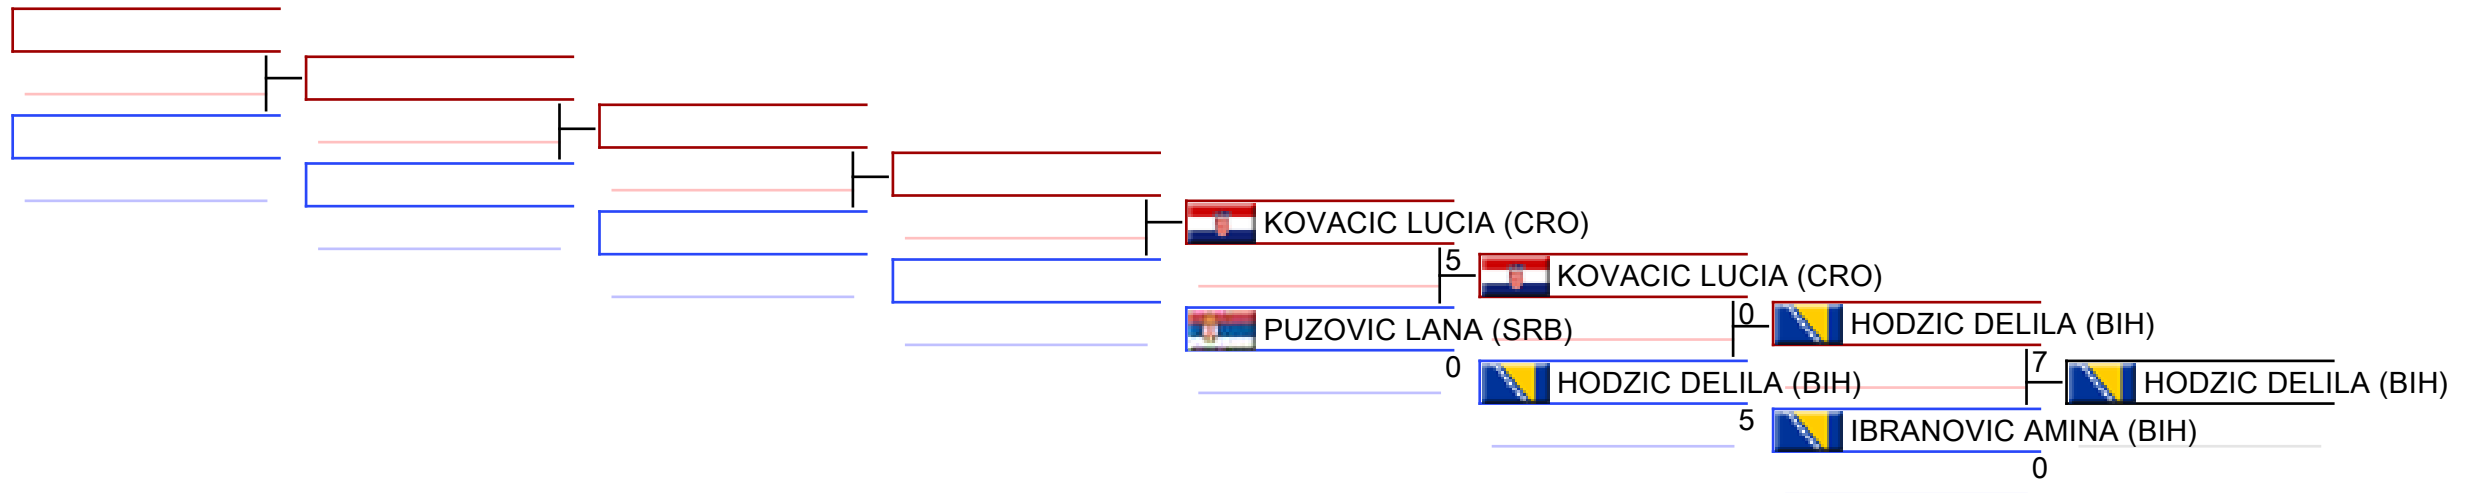 KOVACIC LUCIA (CRO)
5
KOVACIC LUCIA (CRO)
PUZOVIC LANA (SRB)
0
0
HODZIC DELILA (BIH)
HODZIC DELILA (BIH)
5
7
HODZIC DELILA (BIH)
IBRANOVIC AMINA (BIH)
0